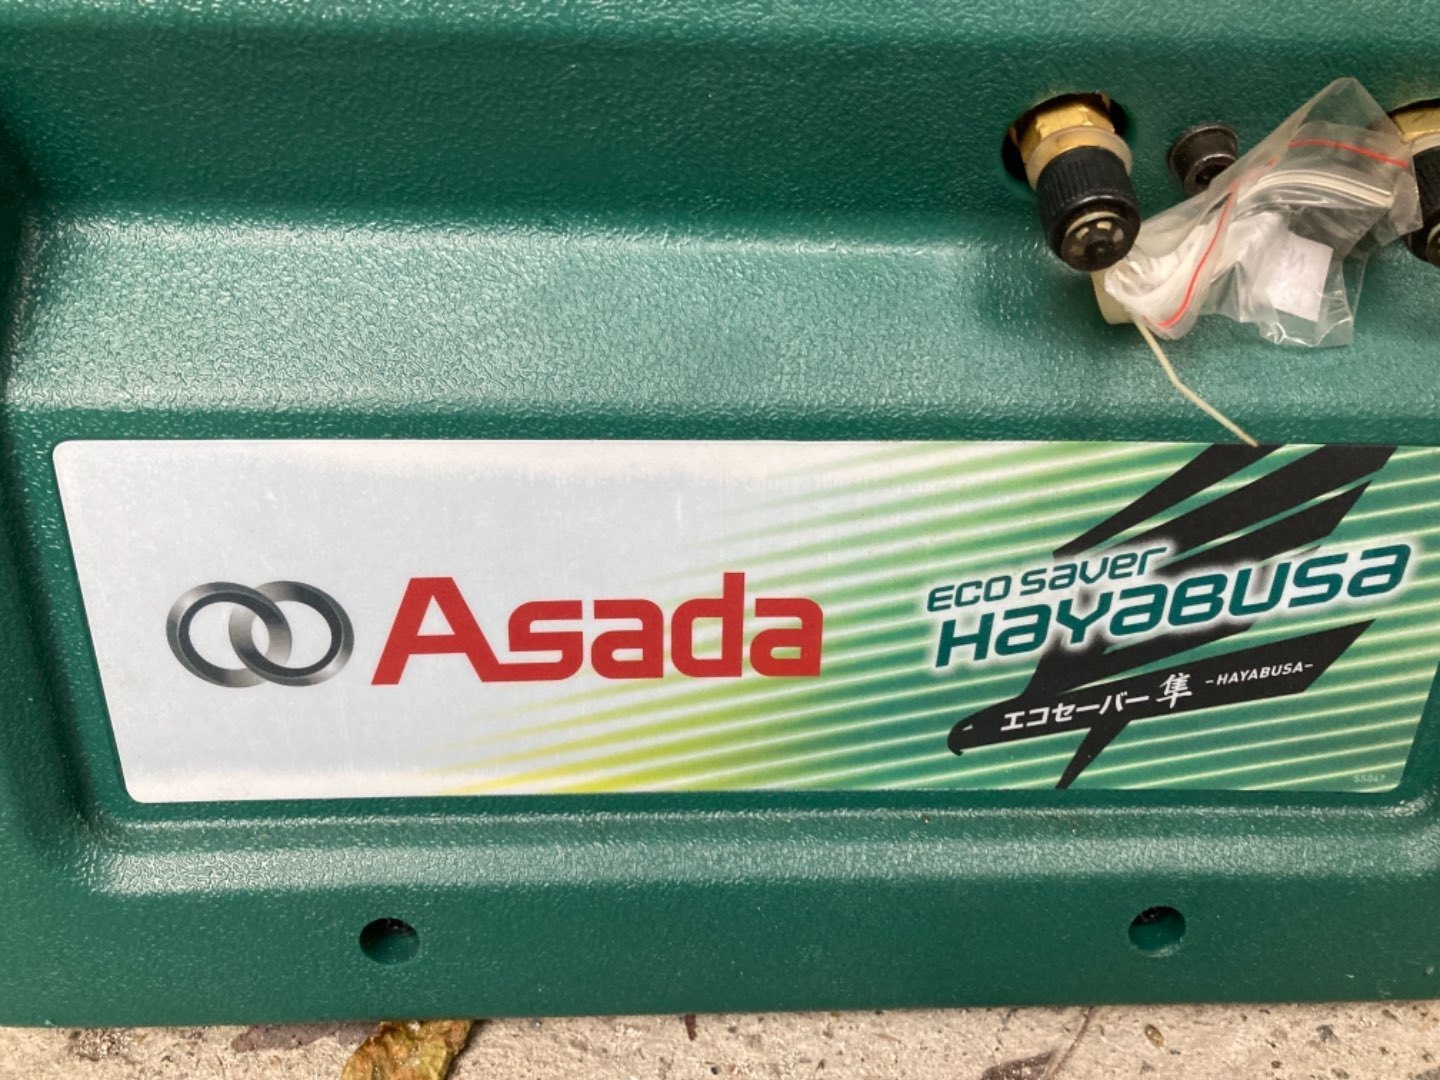 Asada
ECO saver
HAYABUSA
エコセーバー 隼 -HAYABUSA-